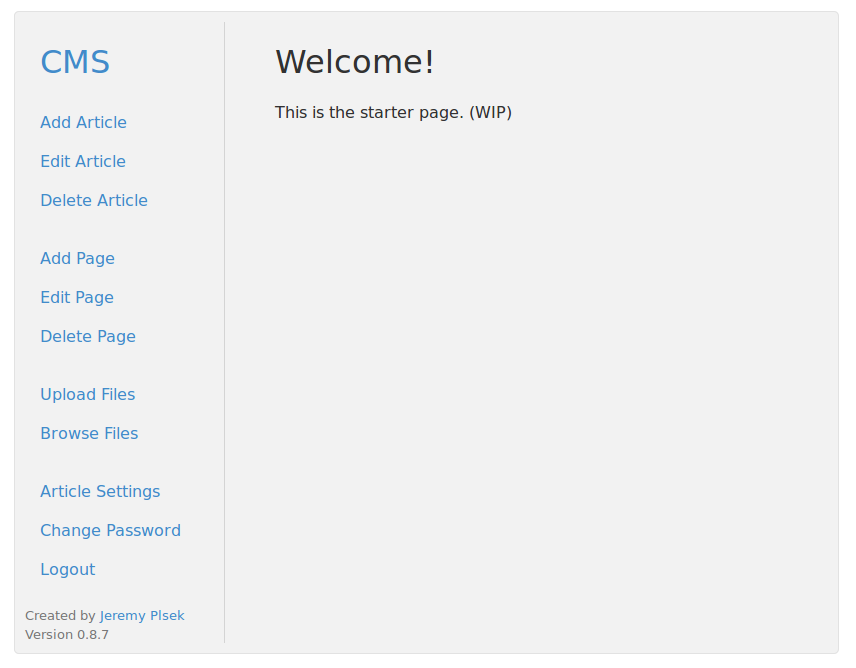 CMS
Add Article
Edit Article
Delete Article
Add Page
Edit Page
Delete Page
Upload Files
Browse Files
Article Settings
Change Password
Logout
Created by Jeremy Plsek
Version 0.8.7
Welcome!
This is the starter page. (WIP)